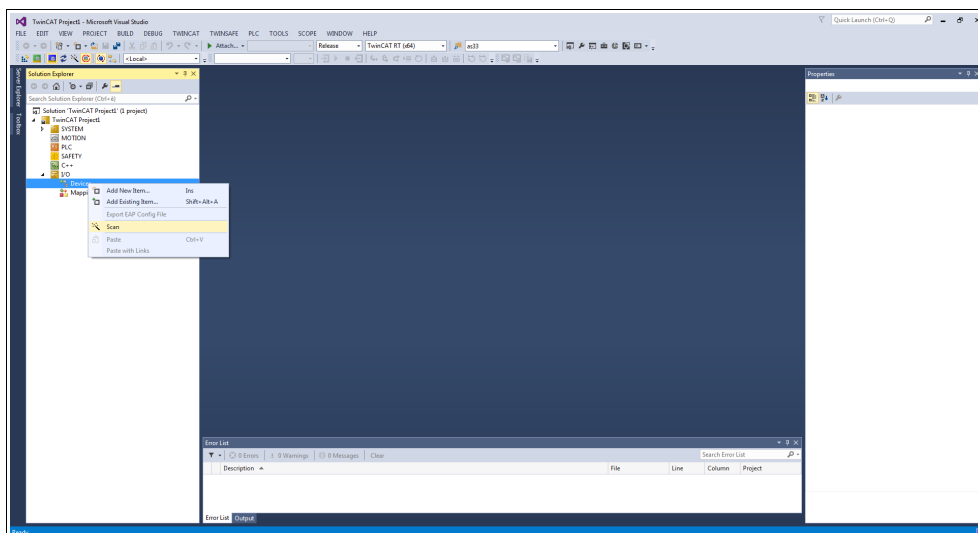 TwinCAT Project1 - Microsoft Visual Studio
Quick Launch (Ctrl+Q)
FILE EDIT VIEW PROJECT BUILD DEBUG TWINCAT TWINSAFE PLC TOOLS SCOPE WINDOW HELP
Attach... Release TwinCAT RT (x64) as33
<Local>
Server Explorer
Toolbox
Solution Explorer
Search Solution Explorer (Ctrl+é)
Solution 'TwinCAT Project1' (1 project)
TwinCAT Project1
SYSTEM
MOTION
PLC
SAFETY
C++
I/O
Devices
Mappi
Add New Item... Ins
Add Existing Item... Shift+Alt+A
Export EAP Config File
Scan
Paste Ctrl+V
Paste with Links
Properties
Error List
0 Errors 0 Warnings 0 Messages Clear
Search Error List
Description File Line Column Project
Error List Output
Ready